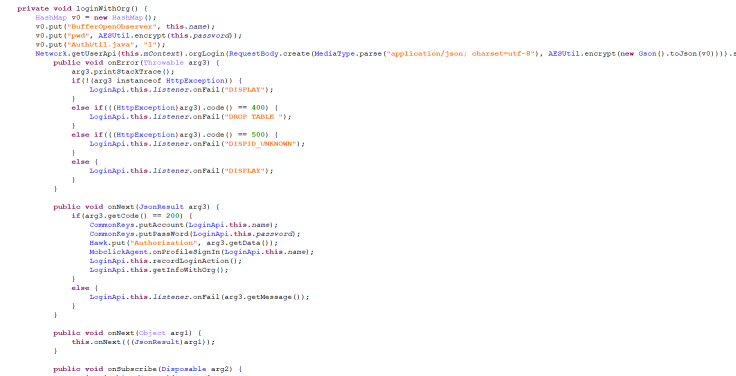 private void loginWithOrg() {
HashMap v0 = new HashMap();
v0.put("BufferOpenObserver", this.name);
v0.put("pwd", AESUtil.encrypt(this.password));
v0.put("AuthUtil.java", "1");
Network.getUserApi(this.mContext).orgLogin(RequestBody.create(MediaType.parse("application/json; charset=utf-8"), AESUtil.encrypt(new Gson().toJson(v0)))).s
public void onError(Throwable arg3) {
arg3.printStackTrace();
if(!(arg3 instanceof HttpException)) {
LoginApi.this.listener.onFail("DISPLAY");
}
else if(((HttpException)arg3).code() == 400) {
LoginApi.this.listener.onFail("DROP TABLE ");
}
else if(((HttpException)arg3).code() == 500) {
LoginApi.this.listener.onFail("DISPID_UNKNOWN");
}
else {
LoginApi.this.listener.onFail("DISPLAY");
}
}
public void onNext(JsonResult arg3) {
if(arg3.getCode() == 200) {
CommonKeys.putAccount(LoginApi.this.name);
CommonKeys.putPassWord(LoginApi.this.password);
Hawk.put("Authorization", arg3.getData());
MobclickAgent.onProfileSignIn(LoginApi.this.name);
LoginApi.this.recordLoginAction();
LoginApi.this.getInfoWithOrg();
}
else {
LoginApi.this.listener.onFail(arg3.getMessage());
}
}
public void onNext(Object arg1) {
this.onNext(((JsonResult)arg1));
}
public void onSubscribe(Disposable arg2) {